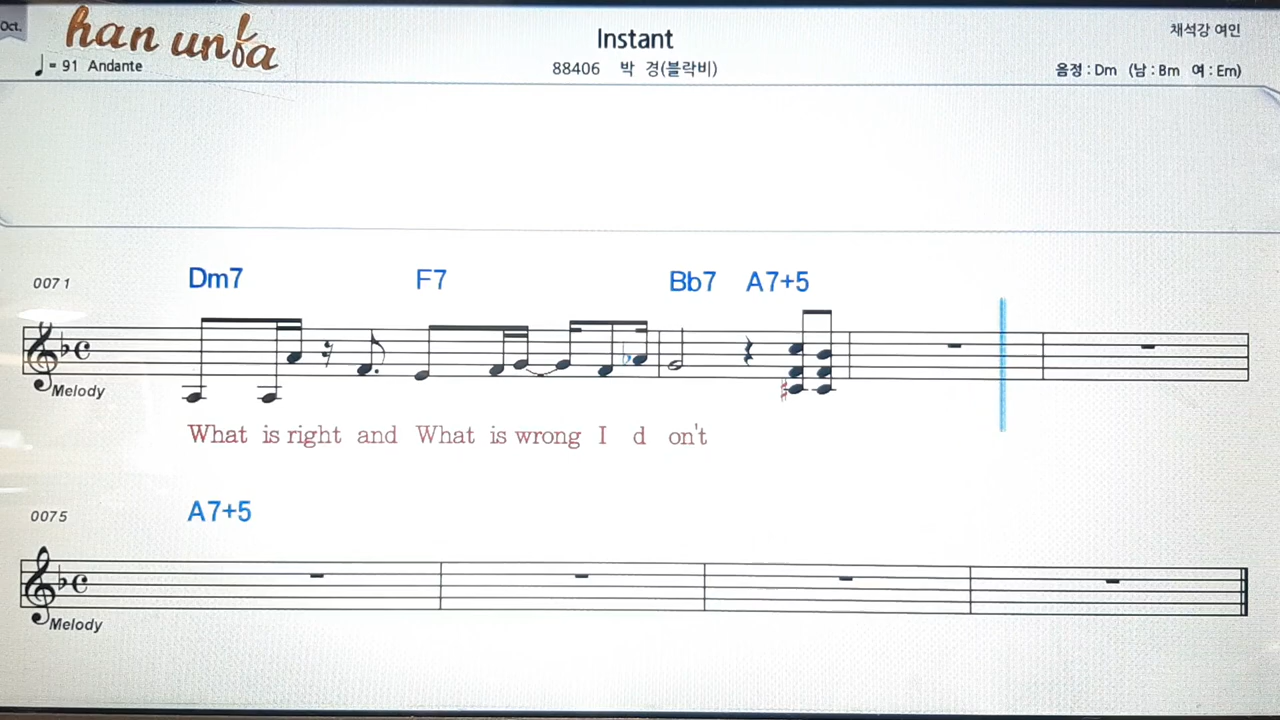 Oct.
han unfa
Instant
채석강 여인
♩= 91 Andante
88406 박 경(블락비)
음정 : Dm (남 : Bm 여 : Em)
0071
Dm7 F7 Bb7 A7+5
Melody
What is right and What is wrong I d on't
0075
A7+5
Melody